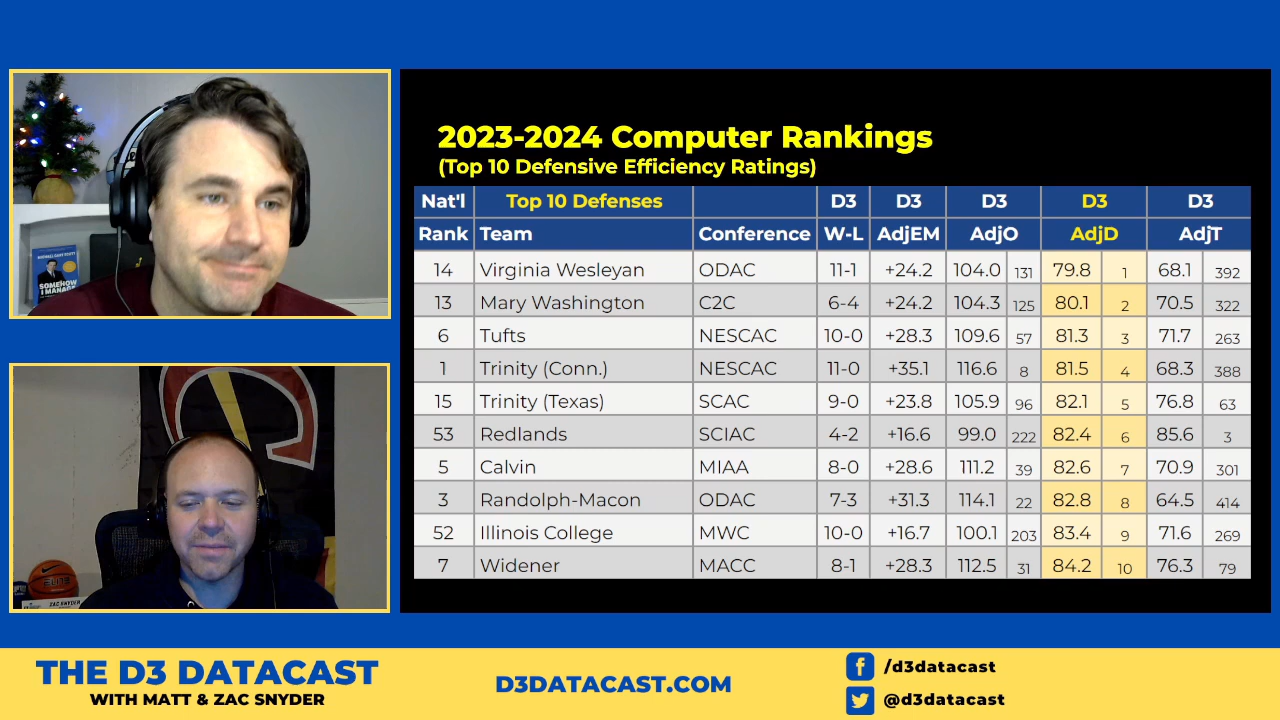 2023-2024 Computer Rankings
(Top 10 Defensive Efficiency Ratings)
Nat'l Top 10 Defenses D3 D3 D3 D3 D3
Rank Team Conference W-L AdjEM AdjO AdjD AdjT
14 Virginia Wesleyan ODAC 11-1 +24.2 104.0 131 79.8 1 68.1 392
13 Mary Washington C2C 6-4 +24.2 104.3 125 80.1 2 70.5 322
6 Tufts NESCAC 10-0 +28.3 109.6 57 81.3 3 71.7 263
1 Trinity (Conn.) NESCAC 11-0 +35.1 116.6 8 81.5 4 68.3 388
15 Trinity (Texas) SCAC 9-0 +23.8 105.9 96 82.1 5 76.8 63
53 Redlands SCIAC 4-2 +16.6 99.0 222 82.4 6 85.6 3
5 Calvin MIAA 8-0 +28.6 111.2 39 82.6 7 70.9 301
3 Randolph-Macon ODAC 7-3 +31.3 114.1 22 82.8 8 64.5 414
52 Illinois College MWC 10-0 +16.7 100.1 203 83.4 9 71.6 269
7 Widener MACC 8-1 +28.3 112.5 31 84.2 10 76.3 79
SOMEHOW
I MANAGE
ELITE
ZAC SNYDER
THE D3 DATACAST
WITH MATT & ZAC SNYDER
D3DATACAST.COM
/d3datacast
@d3datacast